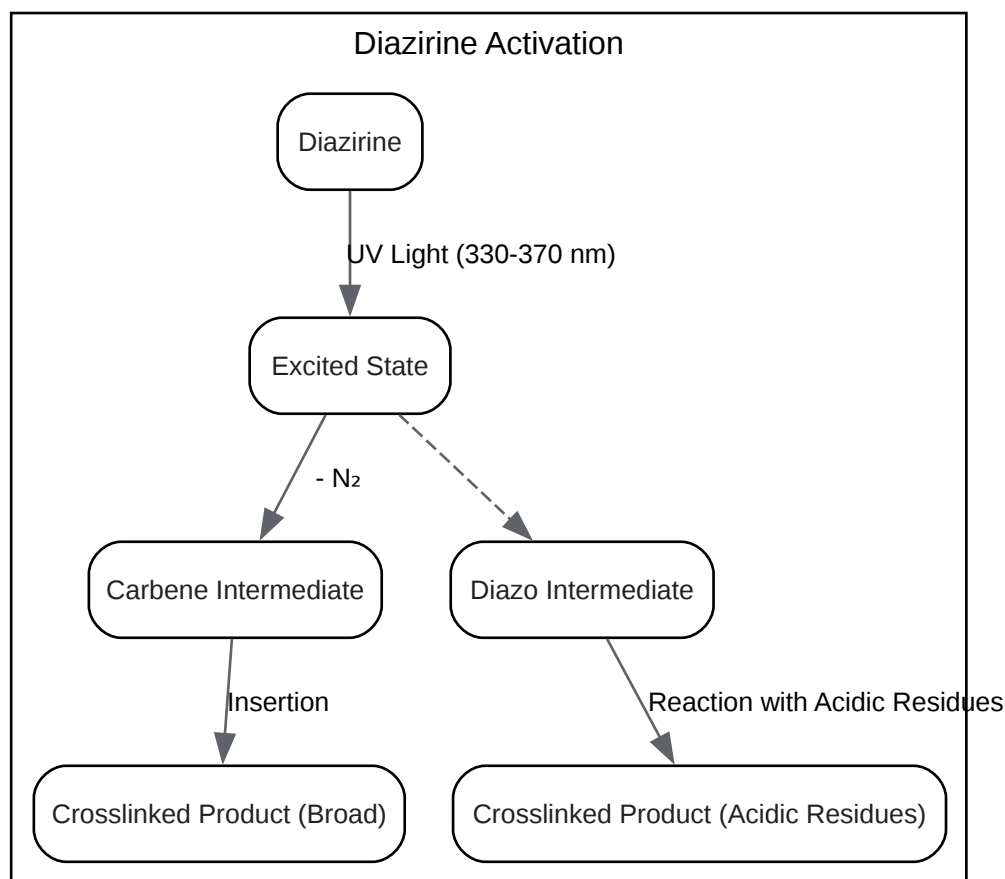 Diazirine Activation
Diazirine
UV Light (330-370 nm)
Excited State
- N₂
Carbene Intermediate
Diazo Intermediate
Insertion
Reaction with Acidic Residues
Crosslinked Product (Broad)
Crosslinked Product (Acidic Residues)